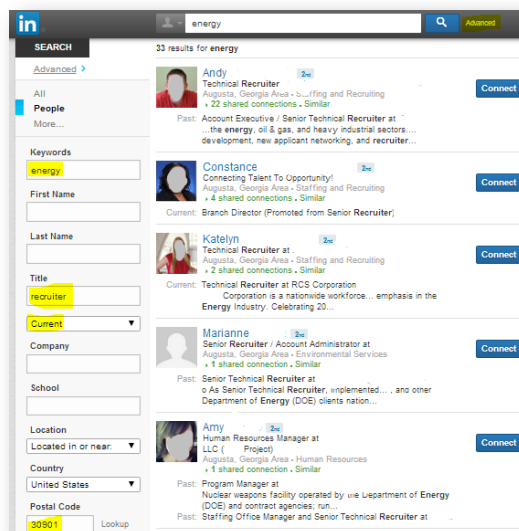 in
energy
Advanced
SEARCH
Advanced >
All
People
More...
Keywords
energy
First Name
Last Name
Title
recruiter
Current
Company
School
Location
Located in or near:
Country
United States
Postal Code
30901
Lookup
33 results for energy
Andy
2nd
Technical Recruiter
Augusta, Georgia Area • Staffing and Recruiting
22 shared connections • Similar
Past: Account Executive / Senior Technical Recruiter at
...the energy, oil & gas, and heavy industrial sectors....
development, new applicant networking, and recruiter...
Connect
Constance
2nd
Connecting Talent To Opportunity!
Augusta, Georgia Area • Staffing and Recruiting
4 shared connections • Similar
Current: Branch Director (Promoted from Senior Recruiter)
Connect
Katelyn
2nd
Technical Recruiter at
Augusta, Georgia Area • Staffing and Recruiting
2 shared connections • Similar
Current: Technical Recruiter at RCS Corporation
Corporation is a nationwide workforce... emphasis in the
Energy Industry. Celebrating 20...
Connect
Marianne
2nd
Senior Recruiter / Account Administrator at
Augusta, Georgia Area • Environmental Services
1 shared connection • Similar
Past: Senior Technical Recruiter at
o As Senior Technical Recruiter, implemented... , and other
Department of Energy (DOE) clients nation...
Connect
Amy
2nd
Human Resources Manager at
LLC ( Project)
Augusta, Georgia Area • Human Resources
1 shared connection • Similar
Past: Program Manager at
Nuclear weapons facility operated by the Department of Energy
(DOE) and contract agencies; run...
Past: Staffing Office Manager and Senior Technical Recruiter at
Connect